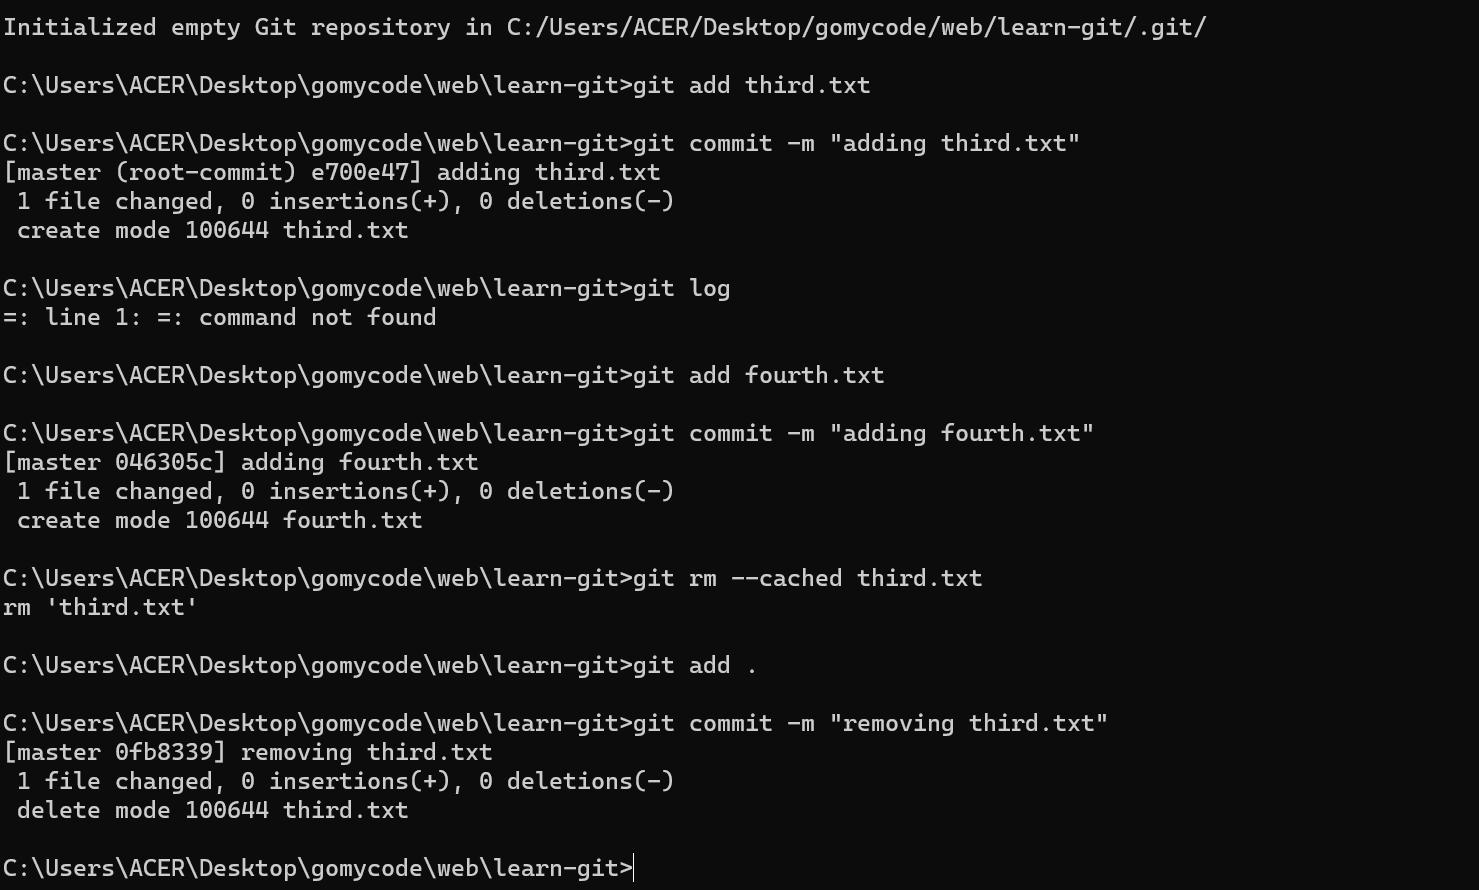 Initialized empty Git repository in C:/Users/ACER/Desktop/gomycode/web/learn-git/.git/
C:\Users\ACER\Desktop\gomycode\web\learn-git>git add third.txt
C:\Users\ACER\Desktop\gomycode\web\learn-git>git commit -m "adding third.txt"
[master (root-commit) e700e47] adding third.txt
 1 file changed, 0 insertions(+), 0 deletions(-)
 create mode 100644 third.txt
C:\Users\ACER\Desktop\gomycode\web\learn-git>git log
=: line 1: =: command not found
C:\Users\ACER\Desktop\gomycode\web\learn-git>git add fourth.txt
C:\Users\ACER\Desktop\gomycode\web\learn-git>git commit -m "adding fourth.txt"
[master 046305c] adding fourth.txt
 1 file changed, 0 insertions(+), 0 deletions(-)
 create mode 100644 fourth.txt
C:\Users\ACER\Desktop\gomycode\web\learn-git>git rm --cached third.txt
rm 'third.txt'
C:\Users\ACER\Desktop\gomycode\web\learn-git>git add .
C:\Users\ACER\Desktop\gomycode\web\learn-git>git commit -m "removing third.txt"
[master 0fb8339] removing third.txt
 1 file changed, 0 insertions(+), 0 deletions(-)
 delete mode 100644 third.txt
C:\Users\ACER\Desktop\gomycode\web\learn-git>